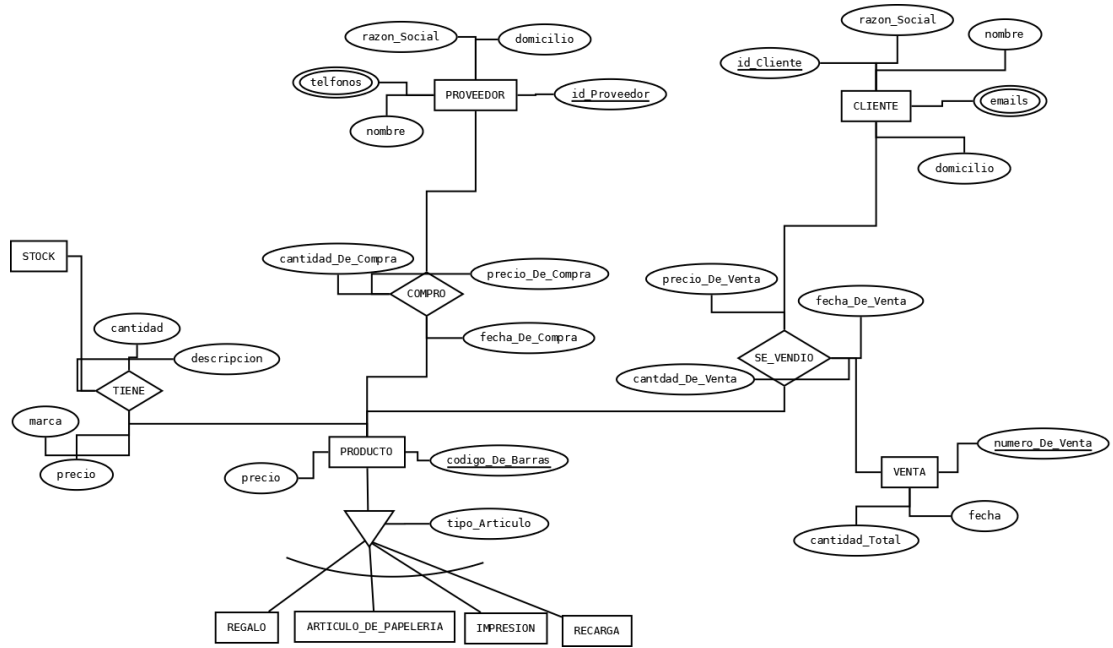 razon_Social
domicilio
telfonos
PROVEEDOR
id_Proveedor
nombre
razon_Social
nombre
id_Cliente
CLIENTE
emails
domicilio
STOCK
cantidad_De_Compra
precio_De_Compra
COMPRO
fecha_De_Compra
precio_De_Venta
fecha_De_Venta
SE_VENDIO
cantdad_De_Venta
cantidad
descripcion
TIENE
marca
precio
PRODUCTO
precio
codigo_De_Barras
numero_De_Venta
VENTA
fecha
cantidad_Total
tipo_Articulo
REGALO
ARTICULO_DE_PAPELERIA
IMPRESION
RECARGA